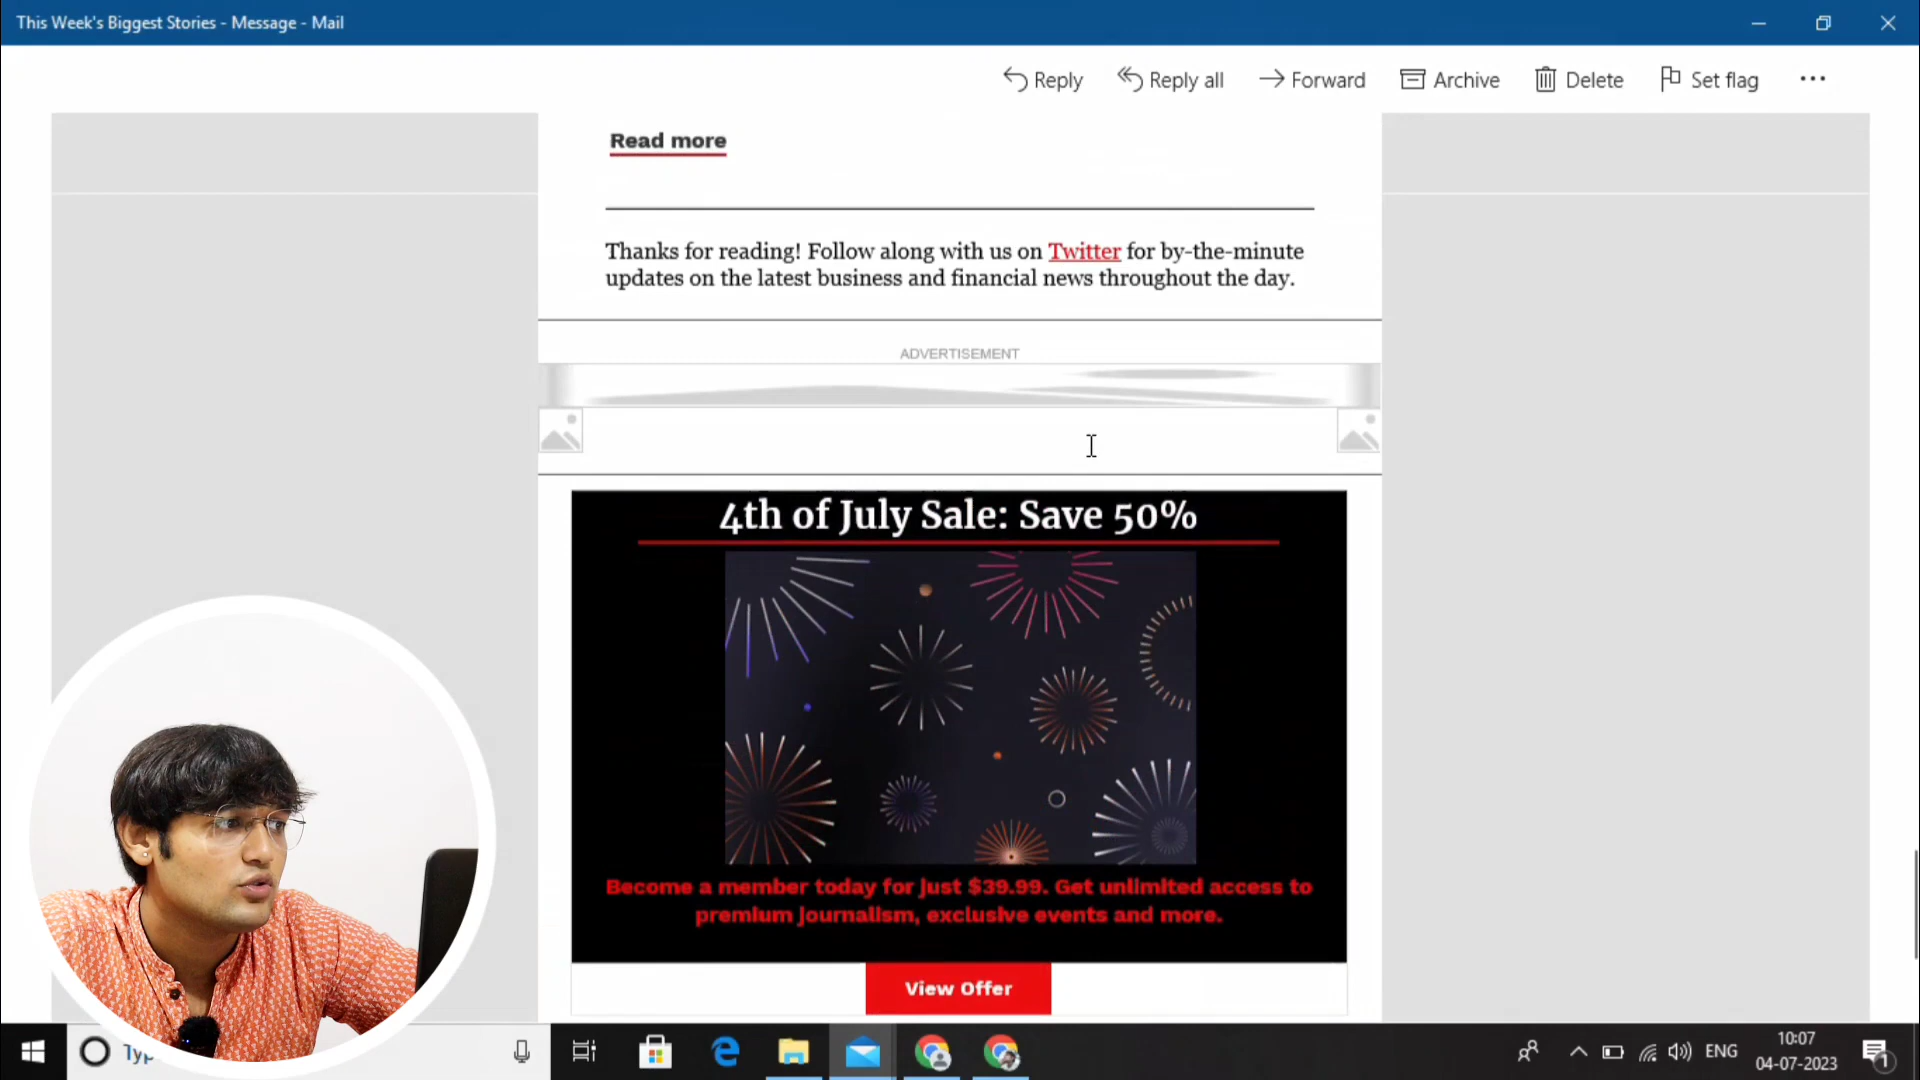 This Week's Biggest Stories - Message - Mail
Reply
Reply all
Forward
Archive
Delete
Set flag
Read more
Thanks for reading! Follow along with us on Twitter for by-the-minute
updates on the latest business and financial news throughout the day.
ADVERTISEMENT
4th of July Sale: Save 50%
Become a member today for just $39.99. Get unlimited access to
premium journalism, exclusive events and more.
View Offer
Typ
ENG
10:07
04-07-2023
1